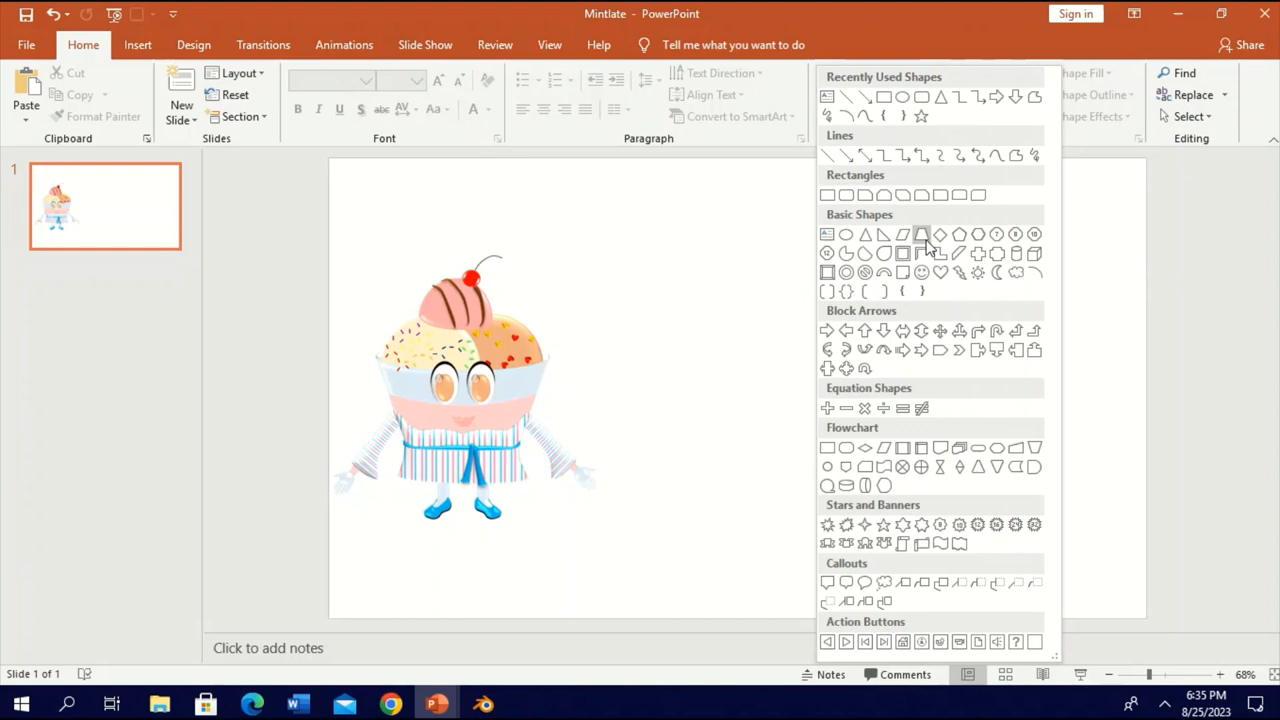 Mintlate - PowerPoint
Sign in
File
Home
Insert
Design
Transitions
Animations
Slide Show
Review
View
Help
Tell me what you want to do
Share
Paste
Cut
Copy
Format Painter
Clipboard
New Slide
Layout
Reset
Section
Slides
B I U S abc AV Aa A
Font
Text Direction
Align Text
Convert to SmartArt
Paragraph
Recently Used Shapes
Lines
Rectangles
Basic Shapes
Block Arrows
Equation Shapes
Flowchart
Stars and Banners
Callouts
Action Buttons
hape Fill
hape Outline
hape Effects
Find
Replace
Select
Editing
1
Click to add notes
Slide 1 of 1
Notes
Comments
68%
6:35 PM
8/25/2023